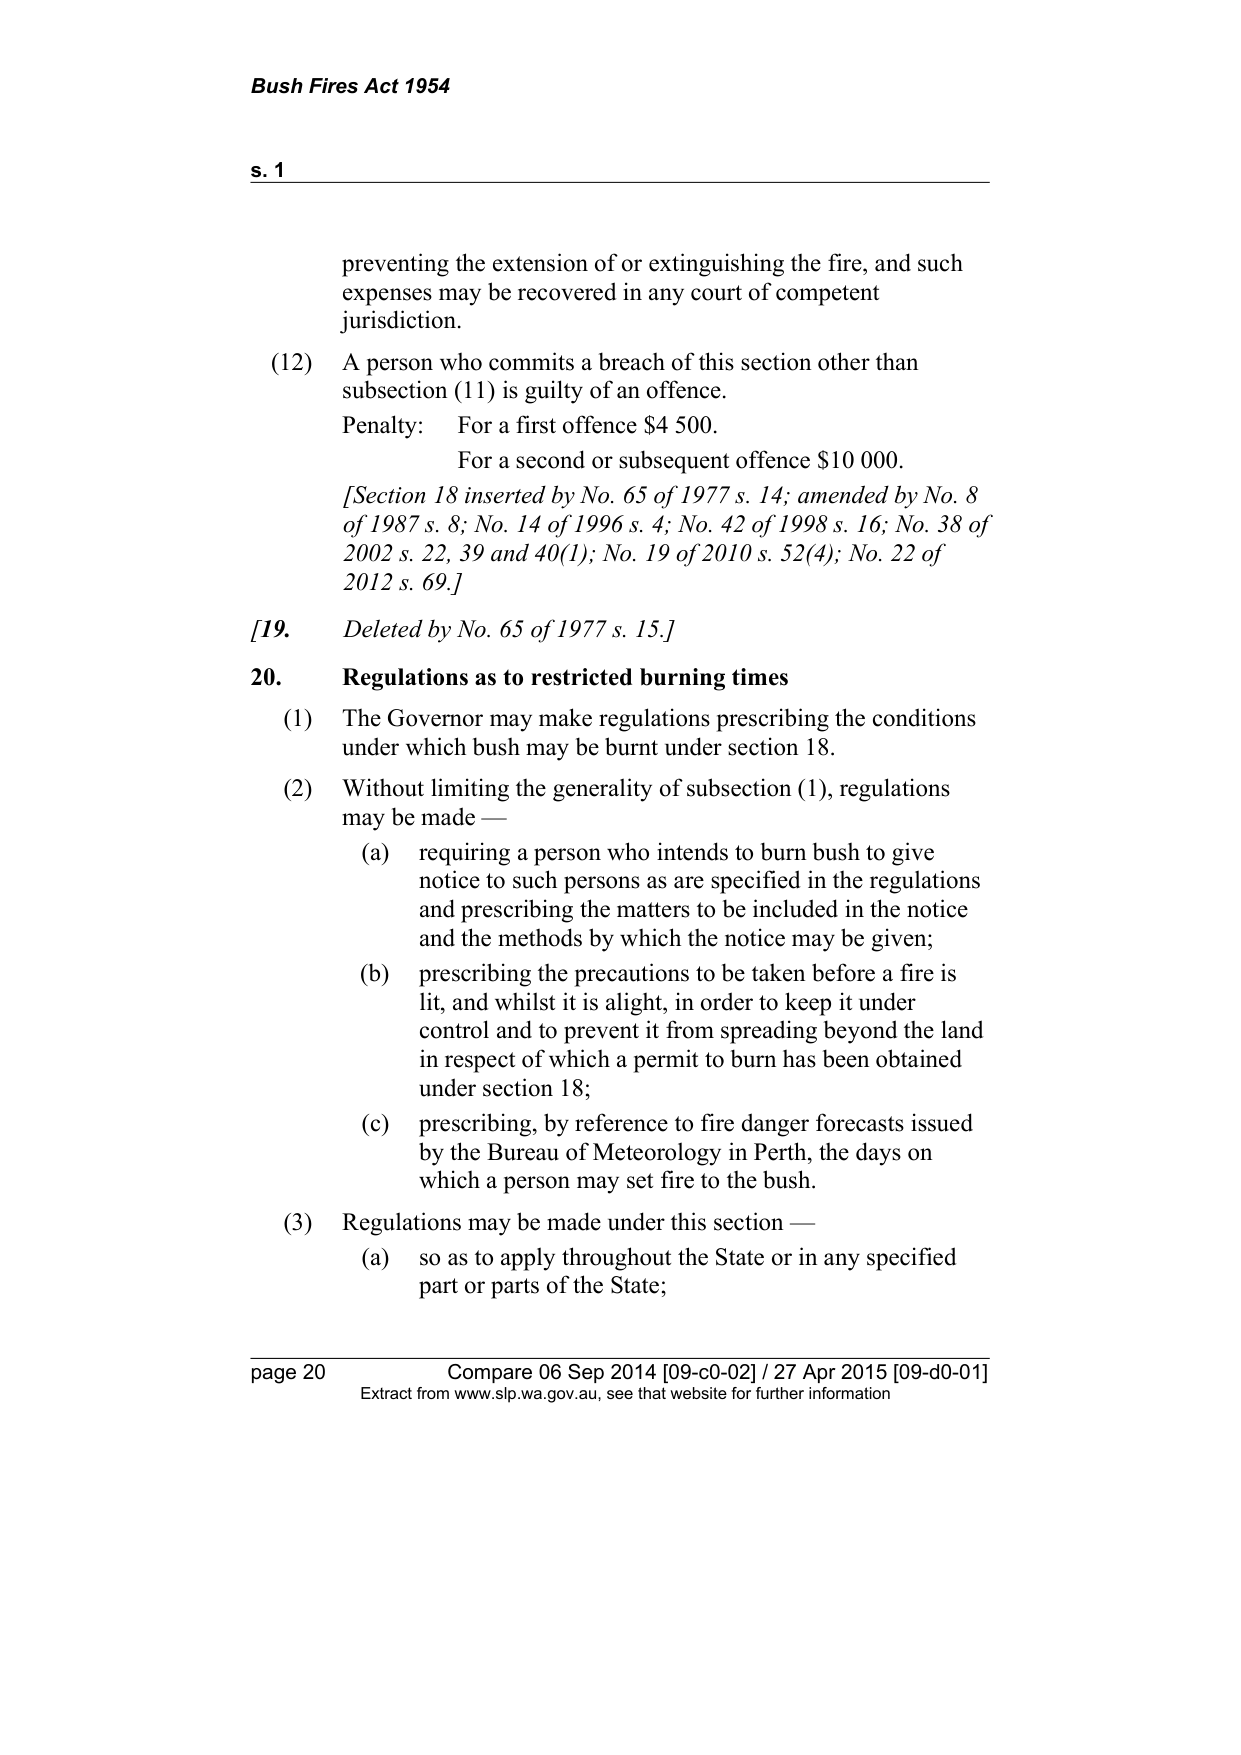 Bush Fires Act 1954
s. 1
preventing the extension of or extinguishing the fire, and such
expenses may be recovered in any court of competent
jurisdiction.
(12) A person who commits a breach of this section other than
subsection (11) is guilty of an offence.
Penalty: For a first offence $4 500.
For a second or subsequent offence $10 000.
[Section 18 inserted by No. 65 of 1977 s. 14; amended by No. 8
of 1987 s. 8; No. 14 of 1996 s. 4; No. 42 of 1998 s. 16; No. 38 of
2002 s. 22, 39 and 40(1); No. 19 of 2010 s. 52(4); No. 22 of
2012 s. 69.]
[19. Deleted by No. 65 of 1977 s. 15.]
20. Regulations as to restricted burning times
(1) The Governor may make regulations prescribing the conditions
under which bush may be burnt under section 18.
(2) Without limiting the generality of subsection (1), regulations
may be made —
(a) requiring a person who intends to burn bush to give
notice to such persons as are specified in the regulations
and prescribing the matters to be included in the notice
and the methods by which the notice may be given;
(b) prescribing the precautions to be taken before a fire is
lit, and whilst it is alight, in order to keep it under
control and to prevent it from spreading beyond the land
in respect of which a permit to burn has been obtained
under section 18;
(c) prescribing, by reference to fire danger forecasts issued
by the Bureau of Meteorology in Perth, the days on
which a person may set fire to the bush.
(3) Regulations may be made under this section —
(a) so as to apply throughout the State or in any specified
part or parts of the State;
page 20 Compare 06 Sep 2014 [09-c0-02] / 27 Apr 2015 [09-d0-01]
Extract from www.slp.wa.gov.au, see that website for further information